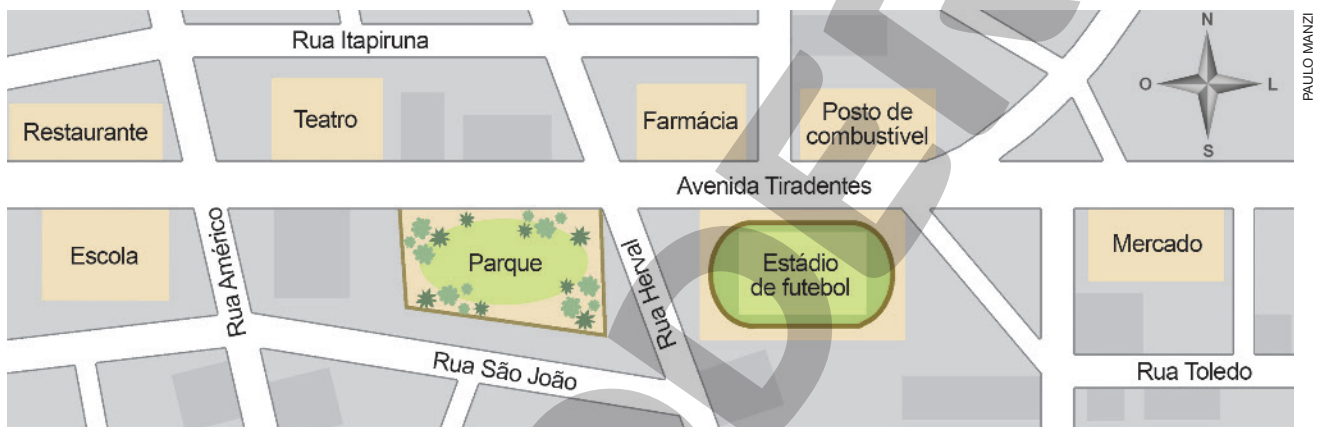 PAULO MANZI
Rua Itapiruna
N
O
L
S
Restaurante
Teatro
Farmácia
Posto de
combustível
Avenida Tiradentes
Escola
Rua Américo
Parque
Rua Herval
Estádio
de futebol
Mercado
Rua São João
Rua Toledo